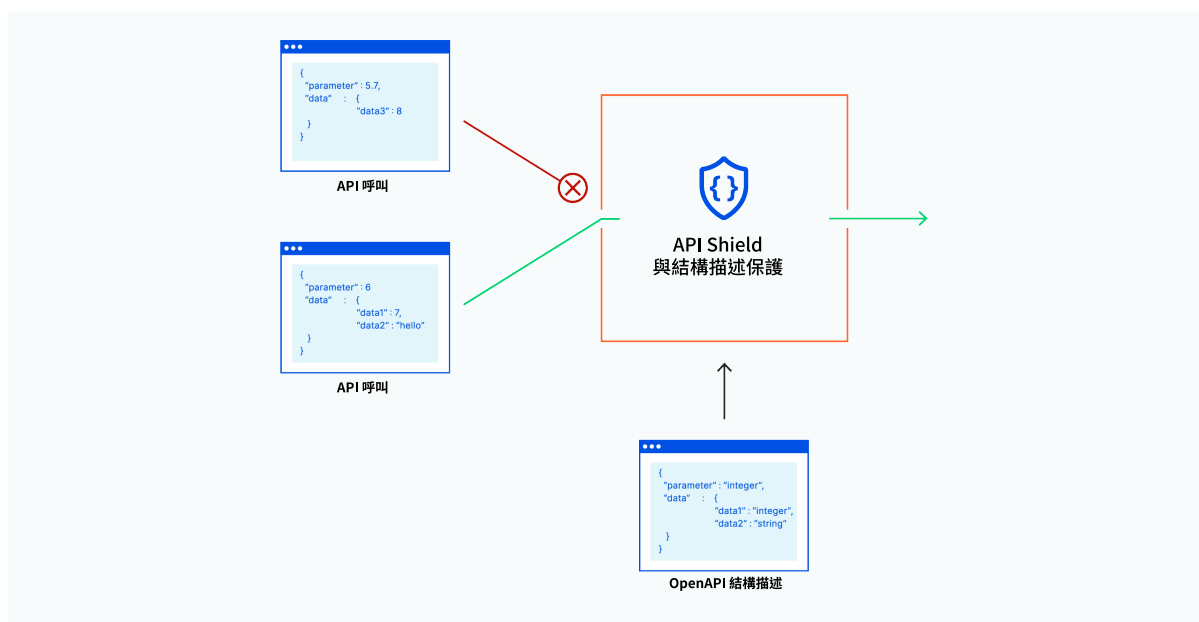 {
"parameter" : 5.7,
"data" : {
"data3" : 8
}
}
API 呼叫
{
"parameter" : 6
"data" : {
"data1" : 7,
"data2" : "hello"
}
}
API 呼叫
{ }
API Shield
與結構描述保護
{
"parameter" : "integer",
"data" : {
"data1" : "integer",
"data2" : "string"
}
}
OpenAPI 結構描述